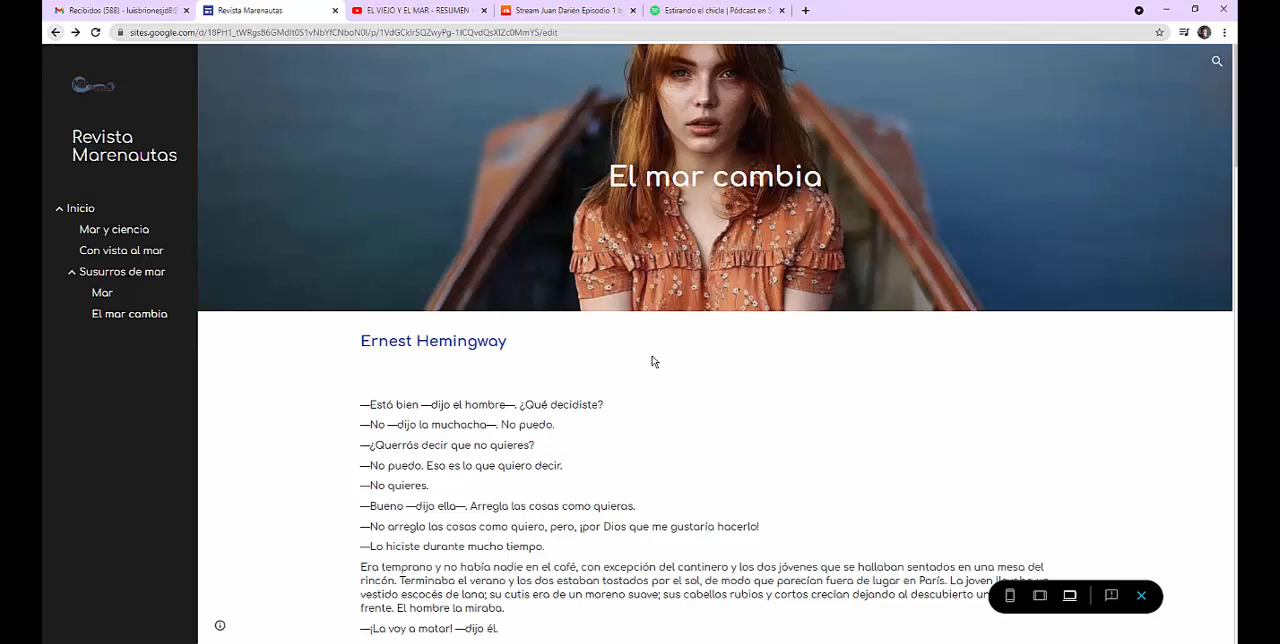 Recibidos (588) - luisbrionesjd8@
Revista Marenautas
EL VIEJO Y EL MAR - RESUMEN
Stream Juan Darién Episodio 1 b
Estirando el chicle | Pódcast en S
Revista
Marenautas
Inicio
Mar y ciencia
Con vista al mar
Susurros de mar
Mar
El mar cambia
El mar cambia
Ernest Hemingway
—Está bien —dijo el hombre—. ¿Qué decidiste?
—No —dijo la muchacha—. No puedo.
—¿Querrás decir que no quieres?
—No puedo. Eso es lo que quiero decir.
—No quieres.
—Bueno —dijo ella—. Arregla las cosas como quieras.
—No arreglo las cosas como quiero, pero, ¡por Dios que me gustaría hacerlo!
—Lo hiciste durante mucho tiempo.
Era temprano y no había nadie en el café, con excepción del cantinero y los dos jóvenes que se hallaban sentados en una mesa del
rincón. Terminaba el verano y los dos estaban tostados por el sol, de modo que parecían fuera de lugar en París. La joven
vestido escocés de lana; su cutis era de un moreno suave; sus cabellos rubios y cortos crecían dejando al descubierto
frente. El hombre la miraba.
—¡La voy a matar! —dijo él.